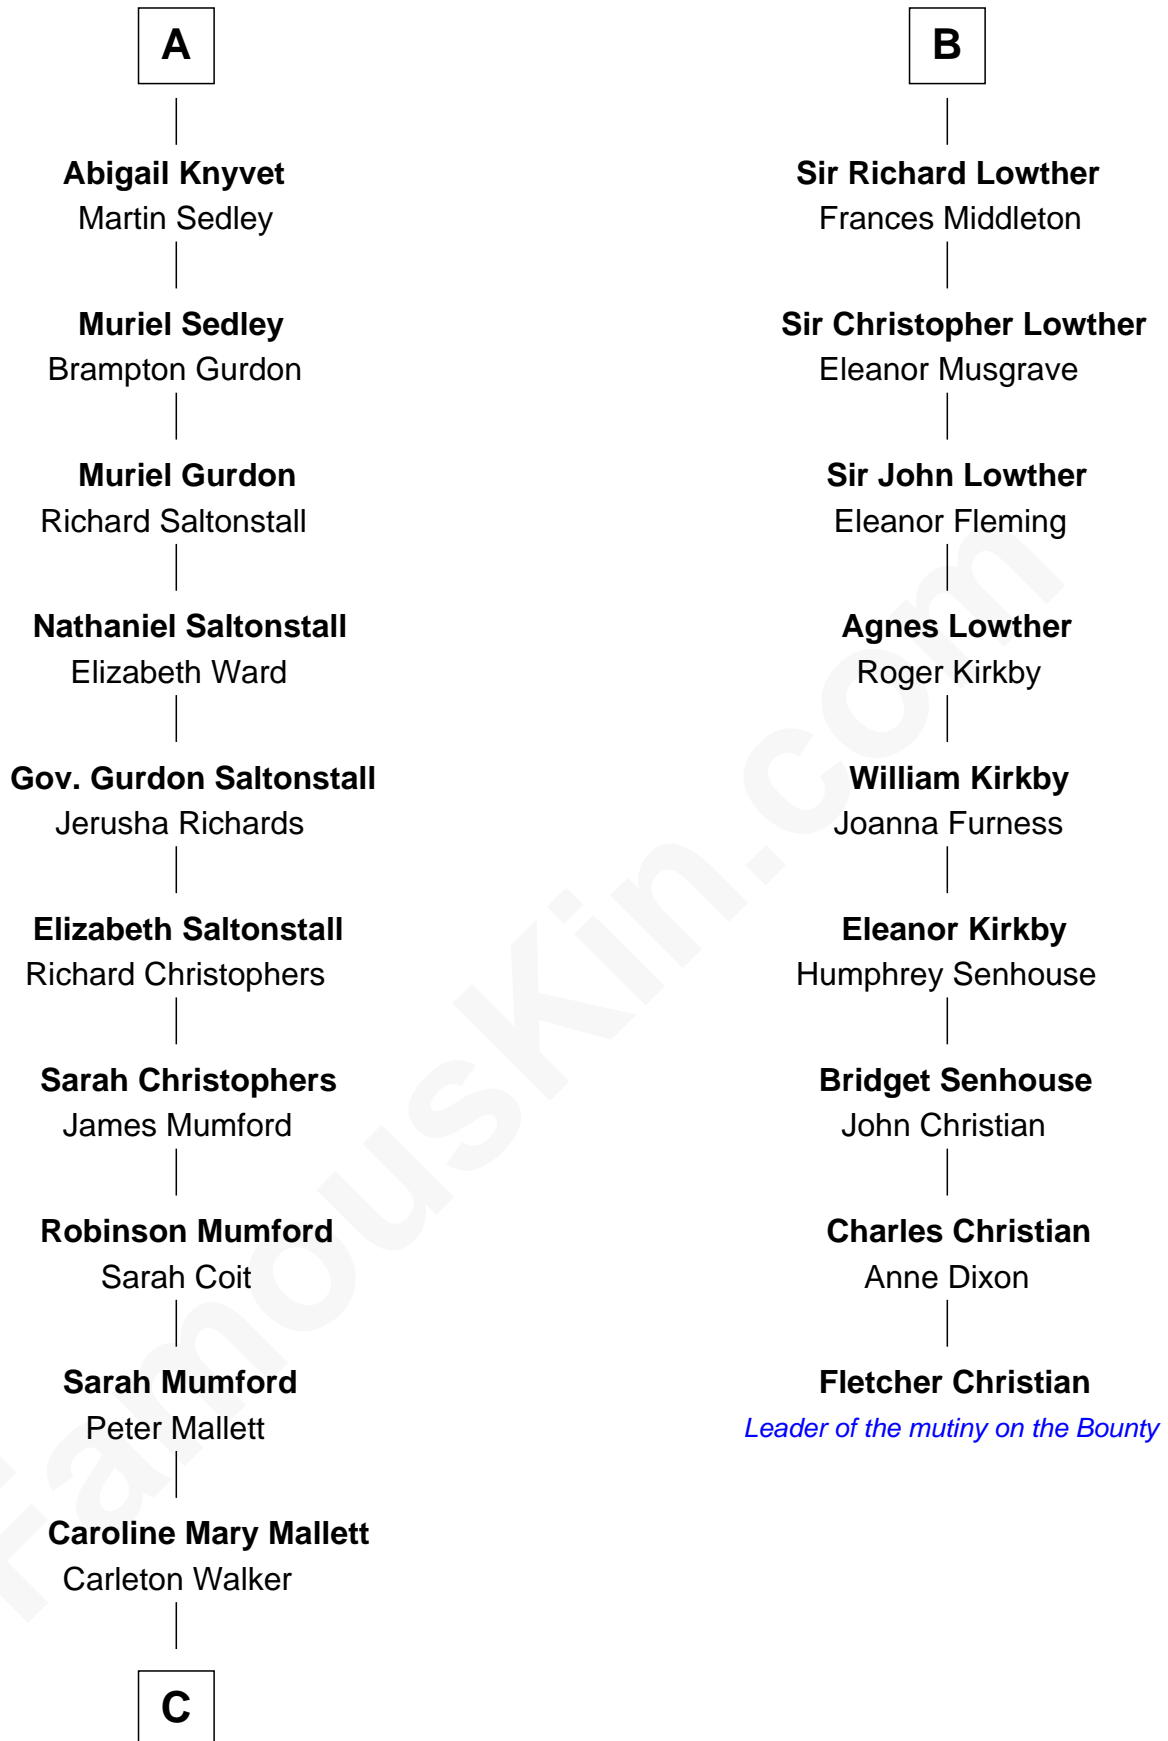 A
Abigail Knyvet
Martin Sedley
Muriel Sedley
Brampton Gurdon
Muriel Gurdon
Richard Saltonstall
Nathaniel Saltonstall
Elizabeth Ward
Gov. Gurdon Saltonstall
Jerusha Richards
Elizabeth Saltonstall
Richard Christophers
Sarah Christophers
James Mumford
Robinson Mumford
Sarah Coit
Sarah Mumford
Peter Mallett
Caroline Mary Mallett
Carleton Walker
C
B
Sir Richard Lowther
Frances Middleton
Sir Christopher Lowther
Eleanor Musgrave
Sir John Lowther
Eleanor Fleming
Agnes Lowther
Roger Kirkby
William Kirkby
Joanna Furness
Eleanor Kirkby
Humphrey Senhouse
Bridget Senhouse
John Christian
Charles Christian
Anne Dixon
Fletcher Christian
Leader of the mutiny on the Bounty
FamousKin.com